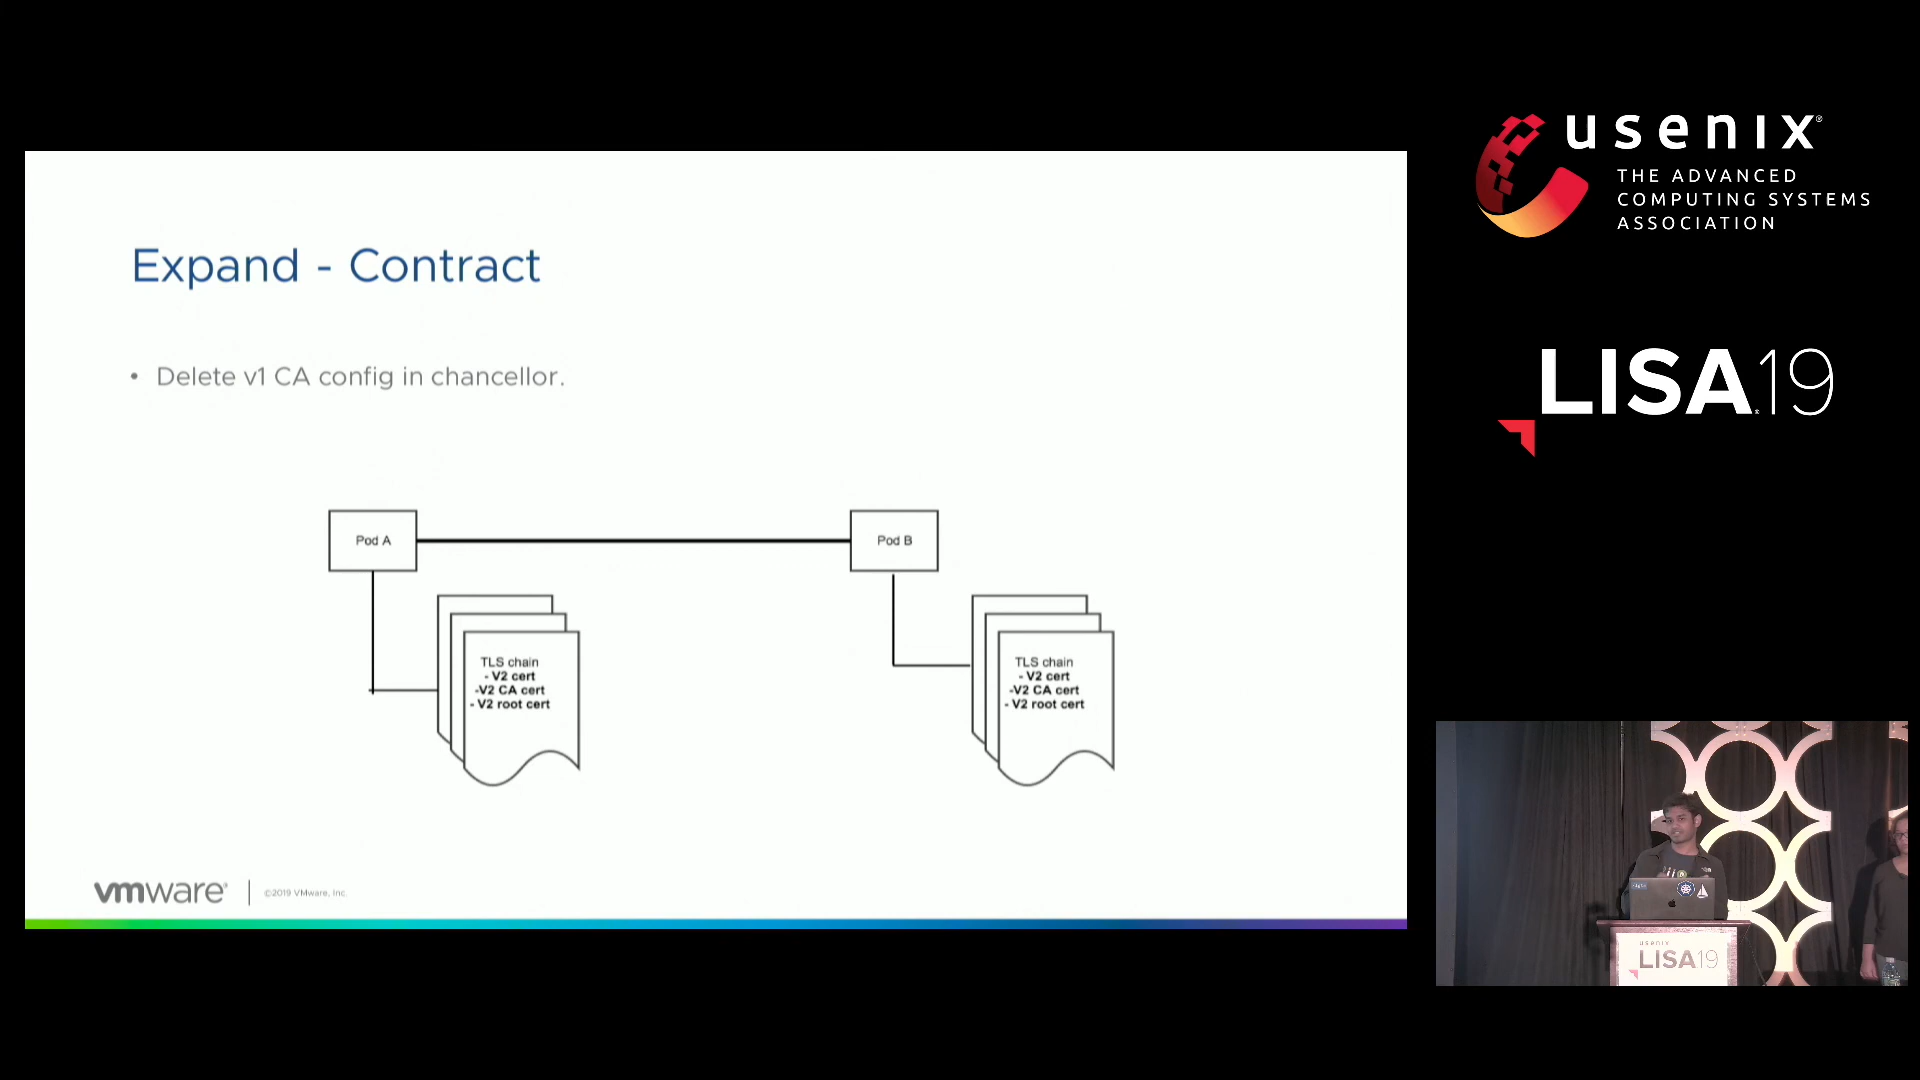 Expand - Contract
• Delete v1 CA config in chancellor.
Pod A
Pod B
TLS chain
- V2 cert
-V2 CA cert
- V2 root cert
TLS chain
- V2 cert
-V2 CA cert
- V2 root cert
vmware®
©2019 VMware, Inc.
usenix®
THE ADVANCED
COMPUTING SYSTEMS
ASSOCIATION
LISA19
usenix
LISA19